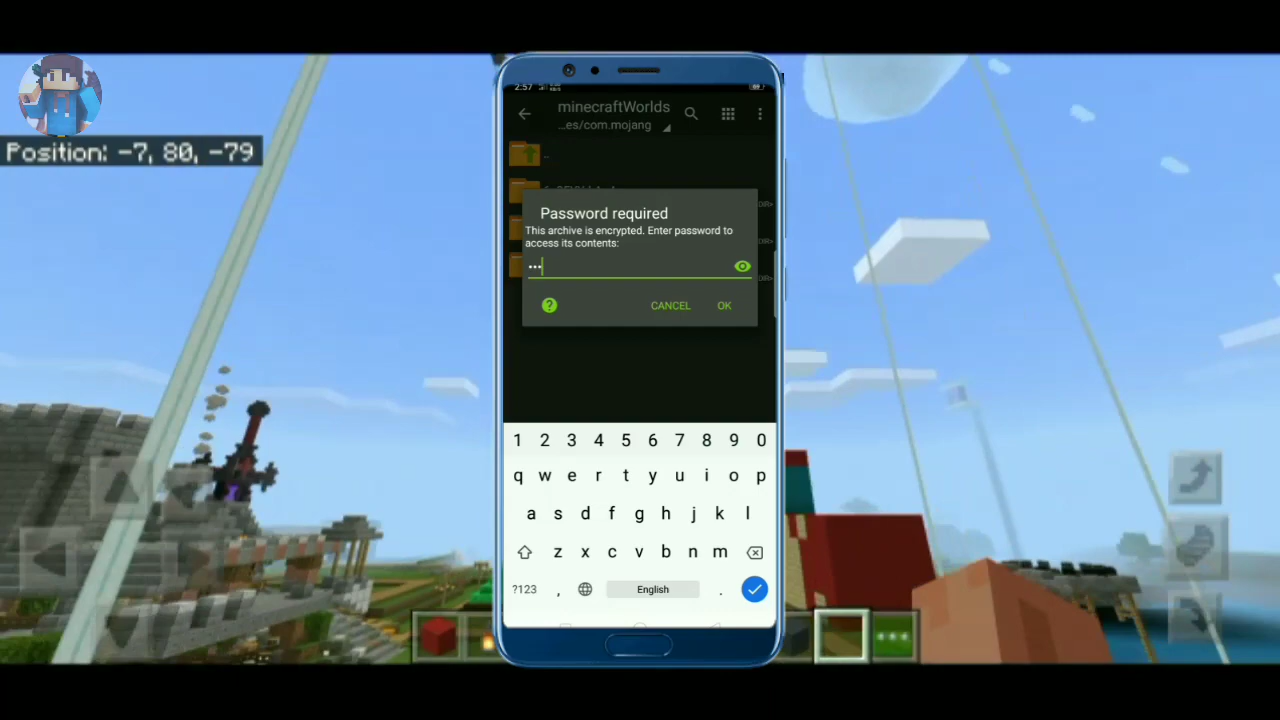 Position: -7, 80, -79
2:57
minecraftWorlds
...es/com.mojang
..
Password required
This archive is encrypted. Enter password to
access its contents:
•••
?
CANCEL OK
1 2 3 4 5 6 7 8 9 0
q w e r t y u i o p
a s d f g h j k l
z x c v b n m
?123 , English .